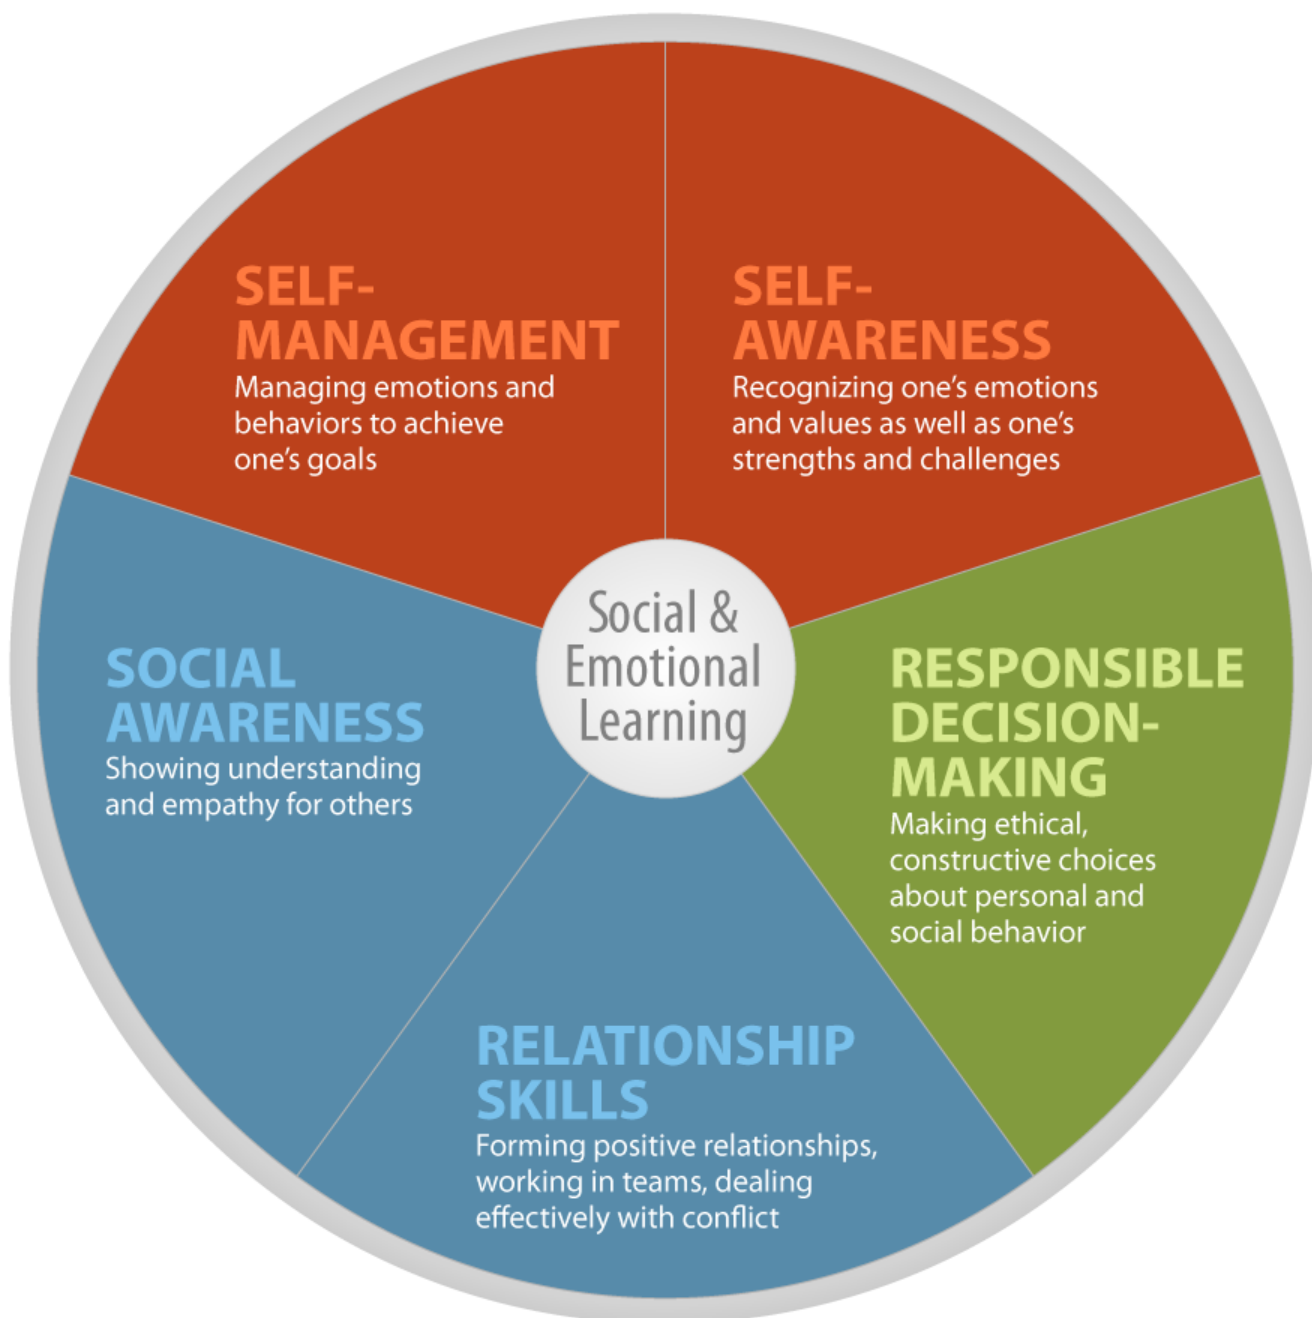 SELF-
MANAGEMENT
Managing emotions and
behaviors to achieve
one’s goals
SELF-
AWARENESS
Recognizing one’s emotions
and values as well as one’s
strengths and challenges
Social &
Emotional
Learning
SOCIAL
AWARENESS
Showing understanding
and empathy for others
RESPONSIBLE
DECISION-
MAKING
Making ethical,
constructive choices
about personal and
social behavior
RELATIONSHIP
SKILLS
Forming positive relationships,
working in teams, dealing
effectively with conflict